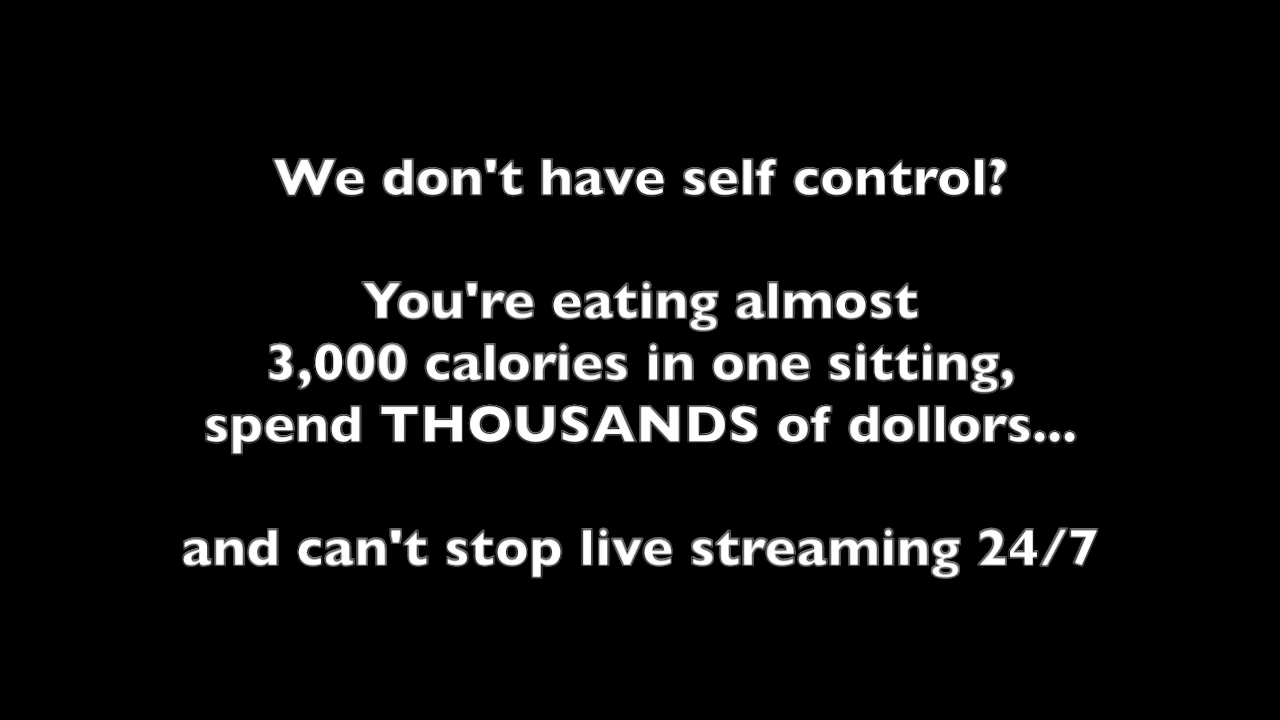 We don't have self control?
You're eating almost
3,000 calories in one sitting,
spend THOUSANDS of dollors...
and can't stop live streaming 24/7